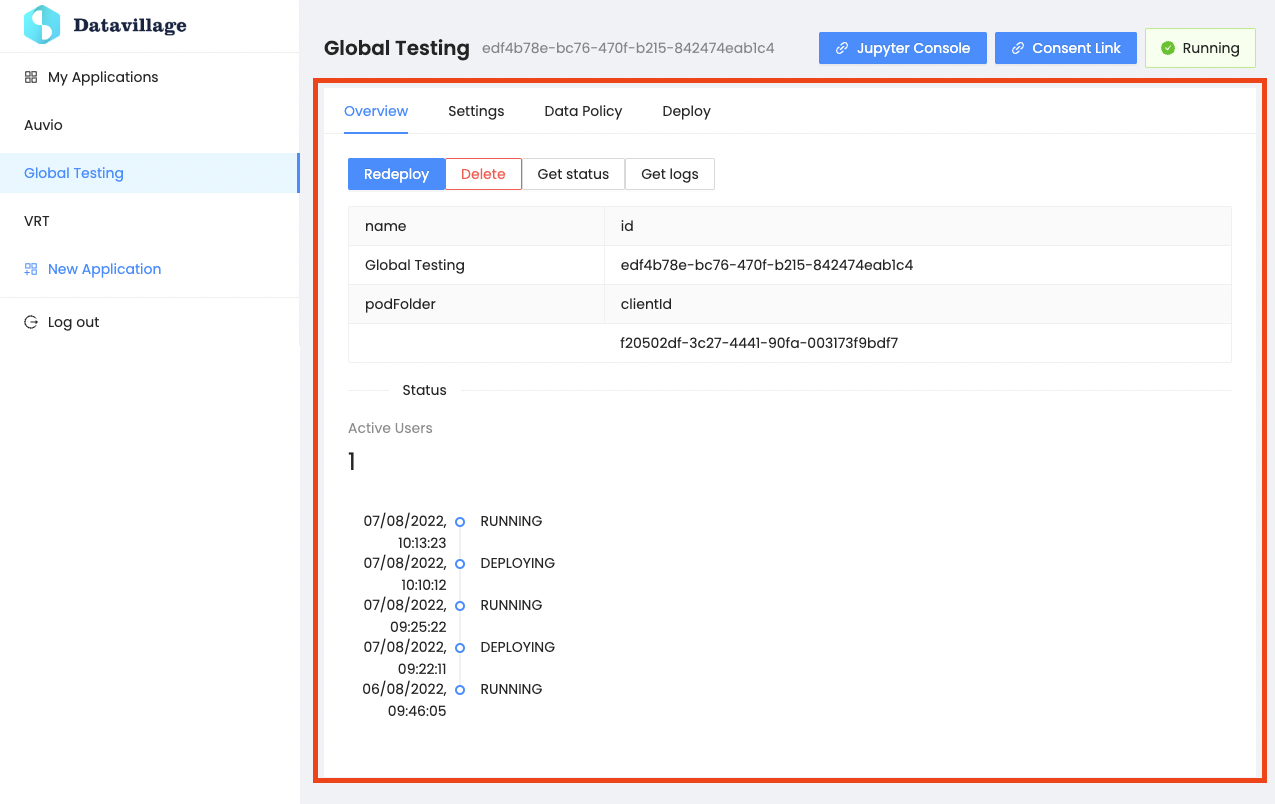 Datavillage
My Applications
Auvio
Global Testing
VRT
New Application
Log out
Global Testing edf4b78e-bc76-470f-b215-842474eab1c4 Jupyter Console Consent Link Running
Overview Settings Data Policy Deploy
Redeploy Delete Get status Get logs
name id
Global Testing edf4b78e-bc76-470f-b215-842474eab1c4
podFolder clientId
f20502df-3c27-4441-90fa-003173f9bdf7
Status
Active Users
1
07/08/2022, RUNNING
10:13:23
07/08/2022, DEPLOYING
10:10:12
07/08/2022, RUNNING
09:25:22
07/08/2022, DEPLOYING
09:22:11
06/08/2022, RUNNING
09:46:05